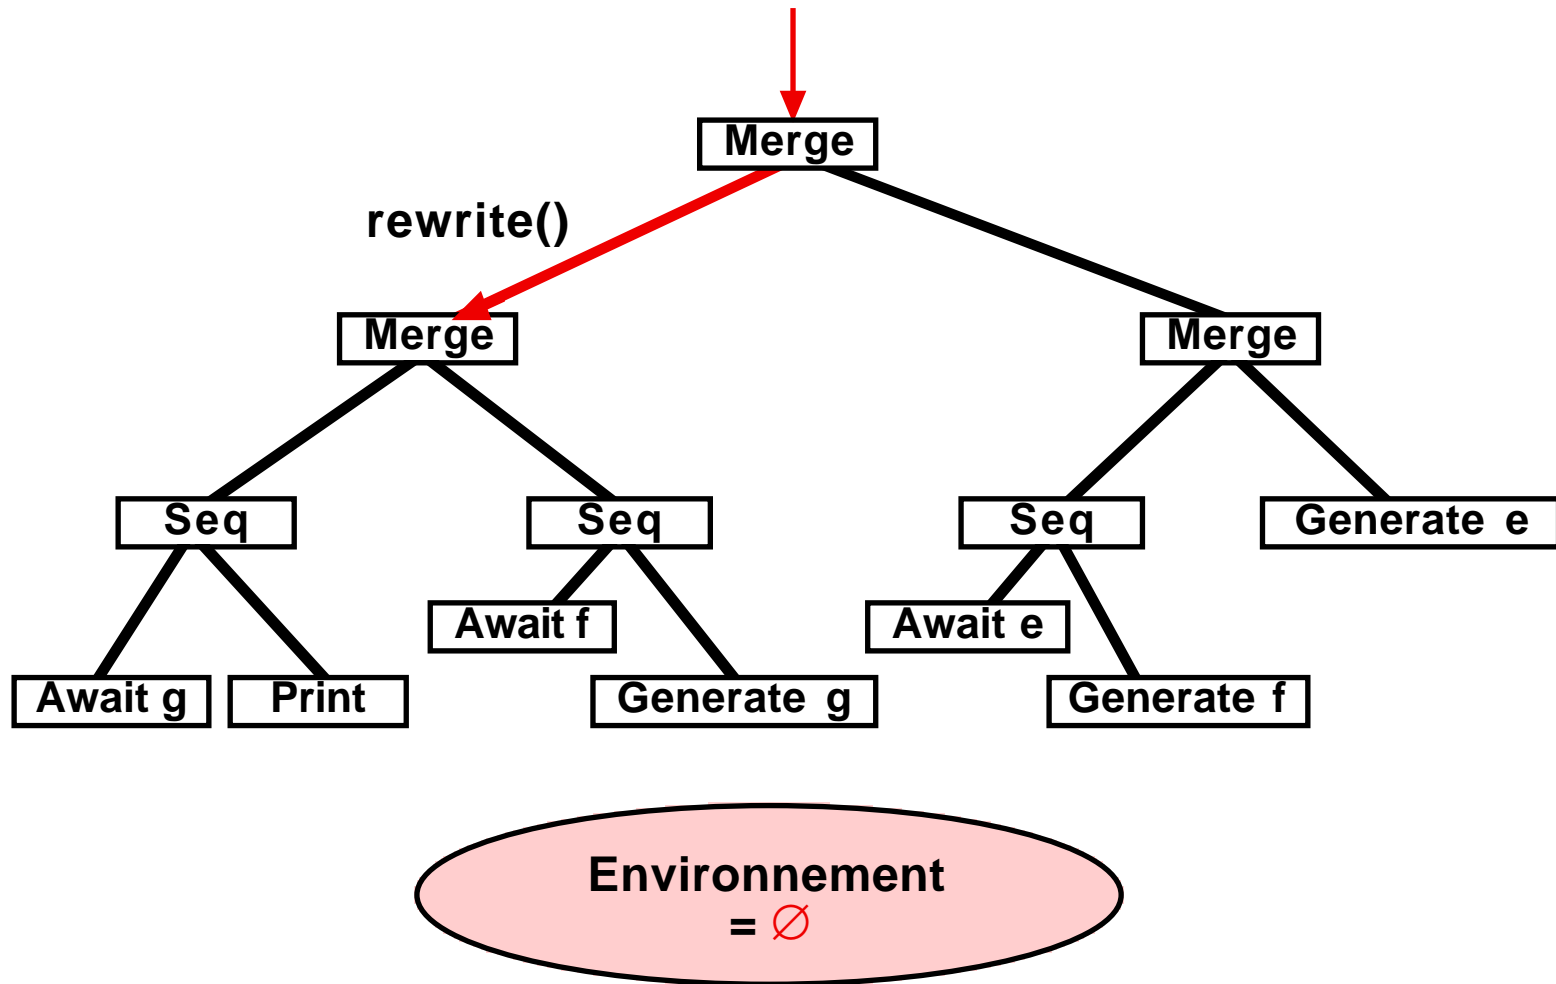 Merge
rewrite()
Merge
Merge
Seq
Seq
Seq
Generate e
Await f
Await e
Await g
Print
Generate g
Generate f
Environnement
= ∅